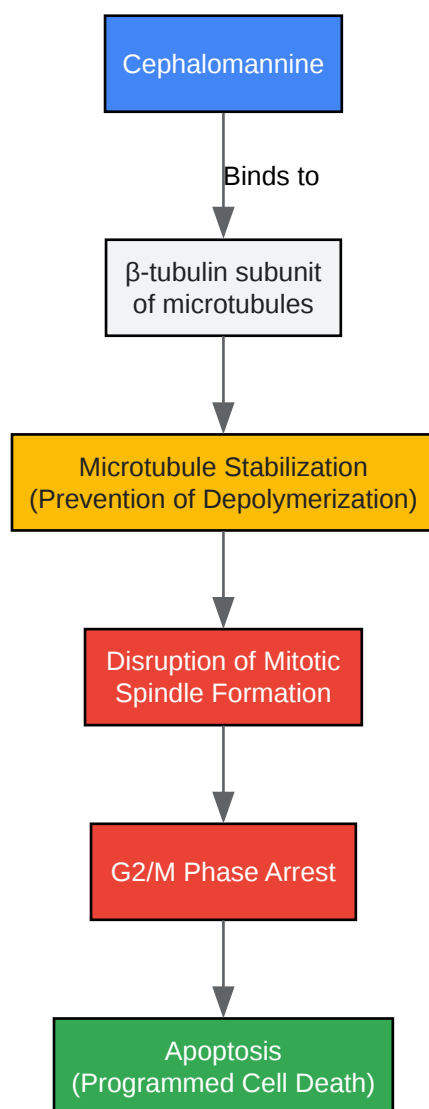 Cephalomannine
Binds to
β-tubulin subunit
of microtubules
Microtubule Stabilization
(Prevention of Depolymerization)
Disruption of Mitotic
Spindle Formation
G2/M Phase Arrest
Apoptosis
(Programmed Cell Death)